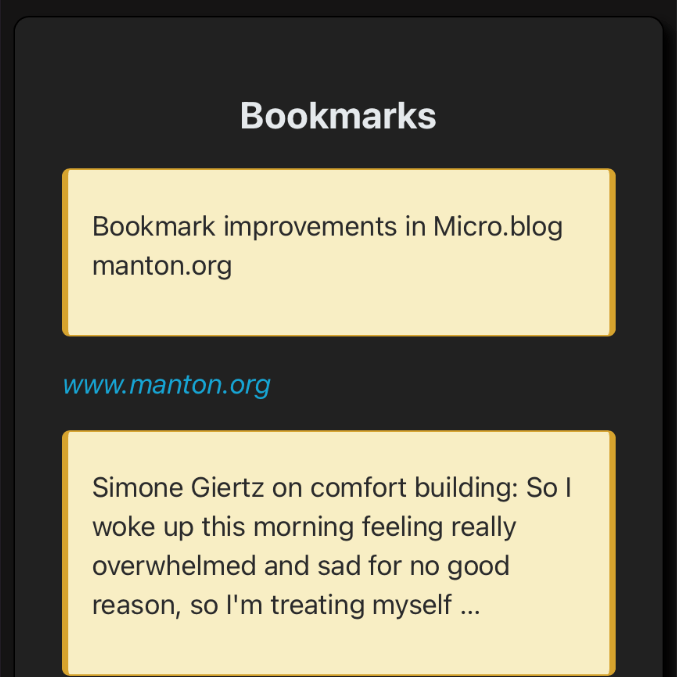 Bookmarks
Bookmark improvements in Micro.blog
manton.org
www.manton.org
Simone Giertz on comfort building: So I
woke up this morning feeling really
overwhelmed and sad for no good
reason, so I'm treating myself ...